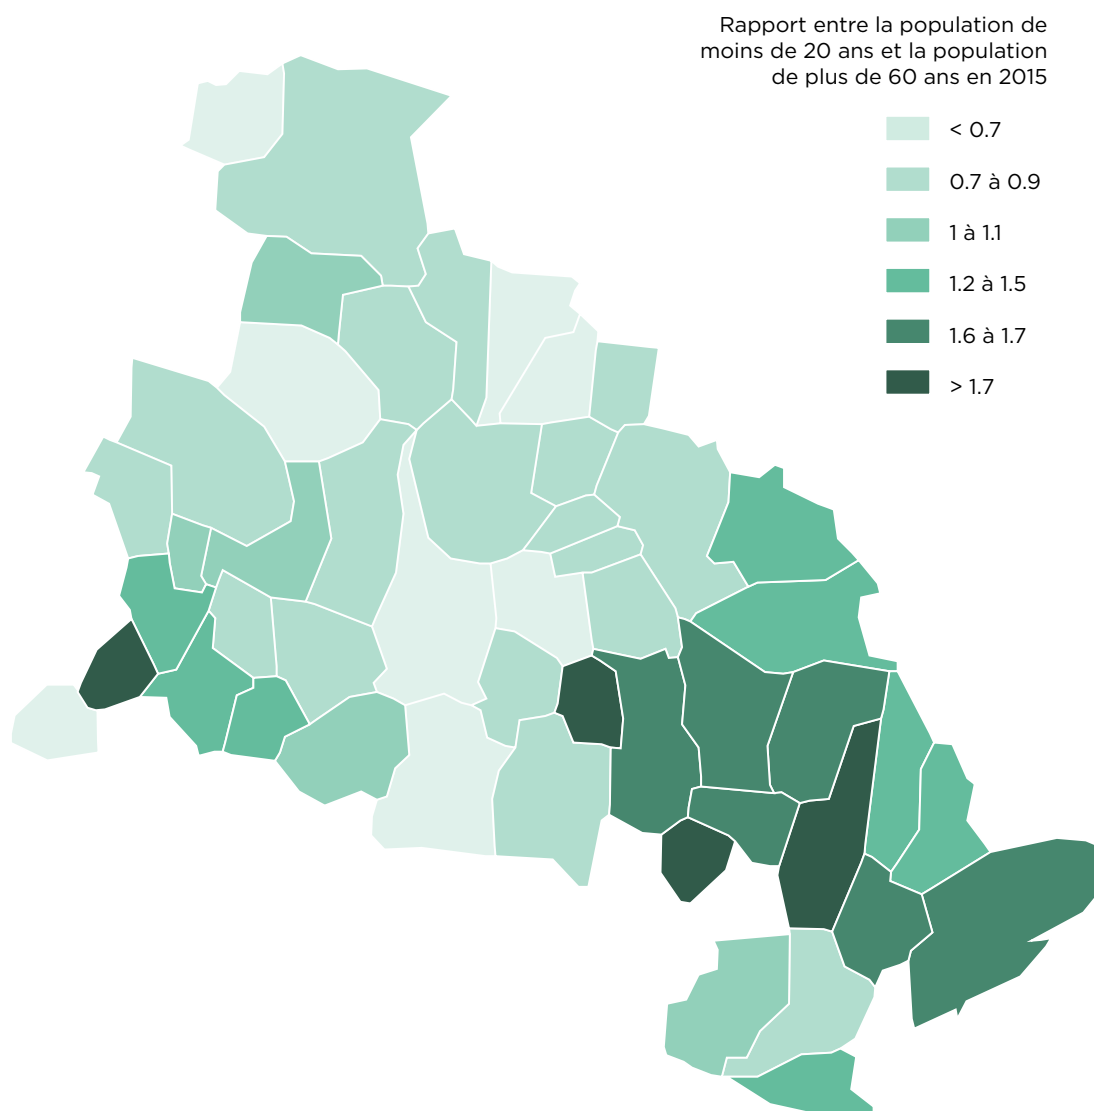 Rapport entre la population de
moins de 20 ans et la population
de plus de 60 ans en 2015
< 0.7
0.7 à 0.9
1 à 1.1
1.2 à 1.5
1.6 à 1.7
> 1.7